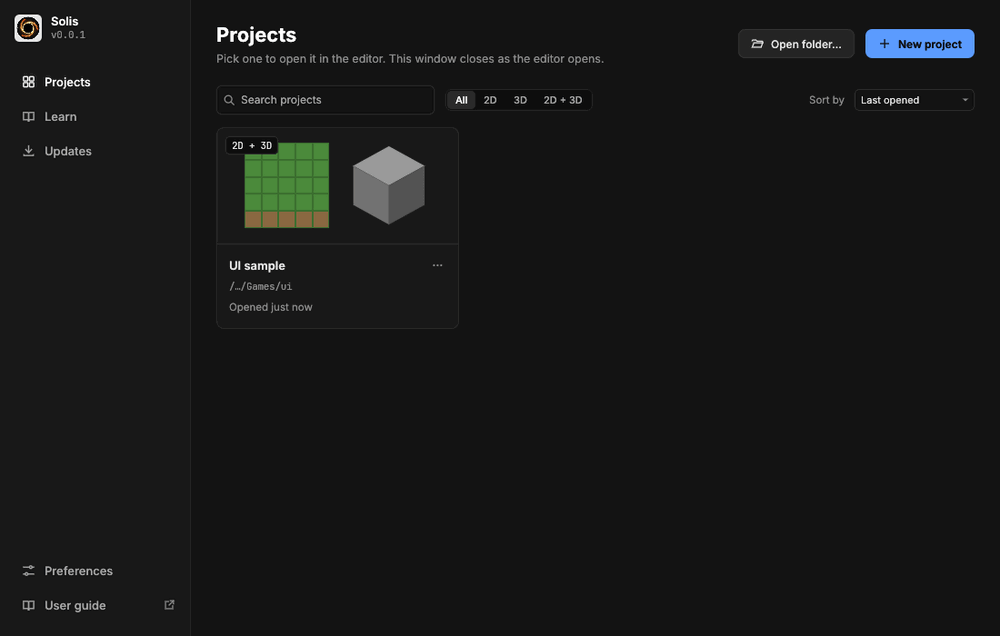 Solis
v0.0.1
Projects
Learn
Updates
Preferences
User guide
Projects
Pick one to open it in the editor. This window closes as the editor opens.
Open folder...
New project
Search projects
All 2D 3D 2D + 3D
Sort by Last opened
2D + 3D
UI sample
/…/Games/ui
Opened just now